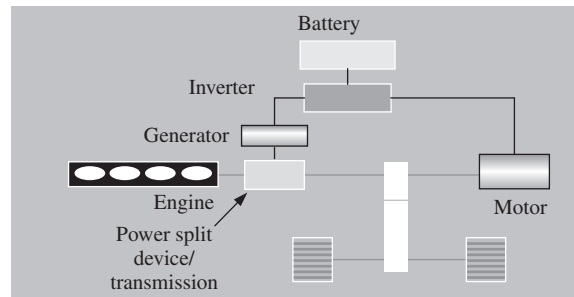 Battery
Inverter
Generator
Engine
Motor
Power split
device/
transmission